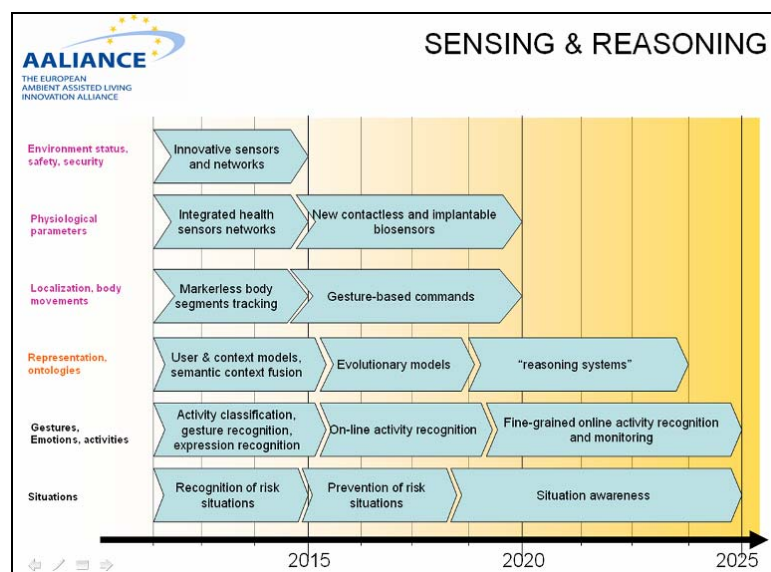 AALIANCE
THE EUROPEAN
AMBIENT ASSISTED LIVING
INNOVATION ALLIANCE
SENSING & REASONING
Environment status,
safety, security
Innovative sensors
and networks
Physiological
parameters
Integrated health
sensors networks
New contactless and implantable
biosensors
Localization, body
movements
Markerless body
segments tracking
Gesture-based commands
Representation,
ontologies
User & context models,
semantic context fusion
Evolutionary models
“reasoning systems”
Gestures,
Emotions, activities
Activity classification,
gesture recognition,
expression recognition
On-line activity recognition
Fine-grained online activity recognition
and monitoring
Situations
Recognition of risk
situations
Prevention of risk
situations
Situation awareness
2015
2020
2025